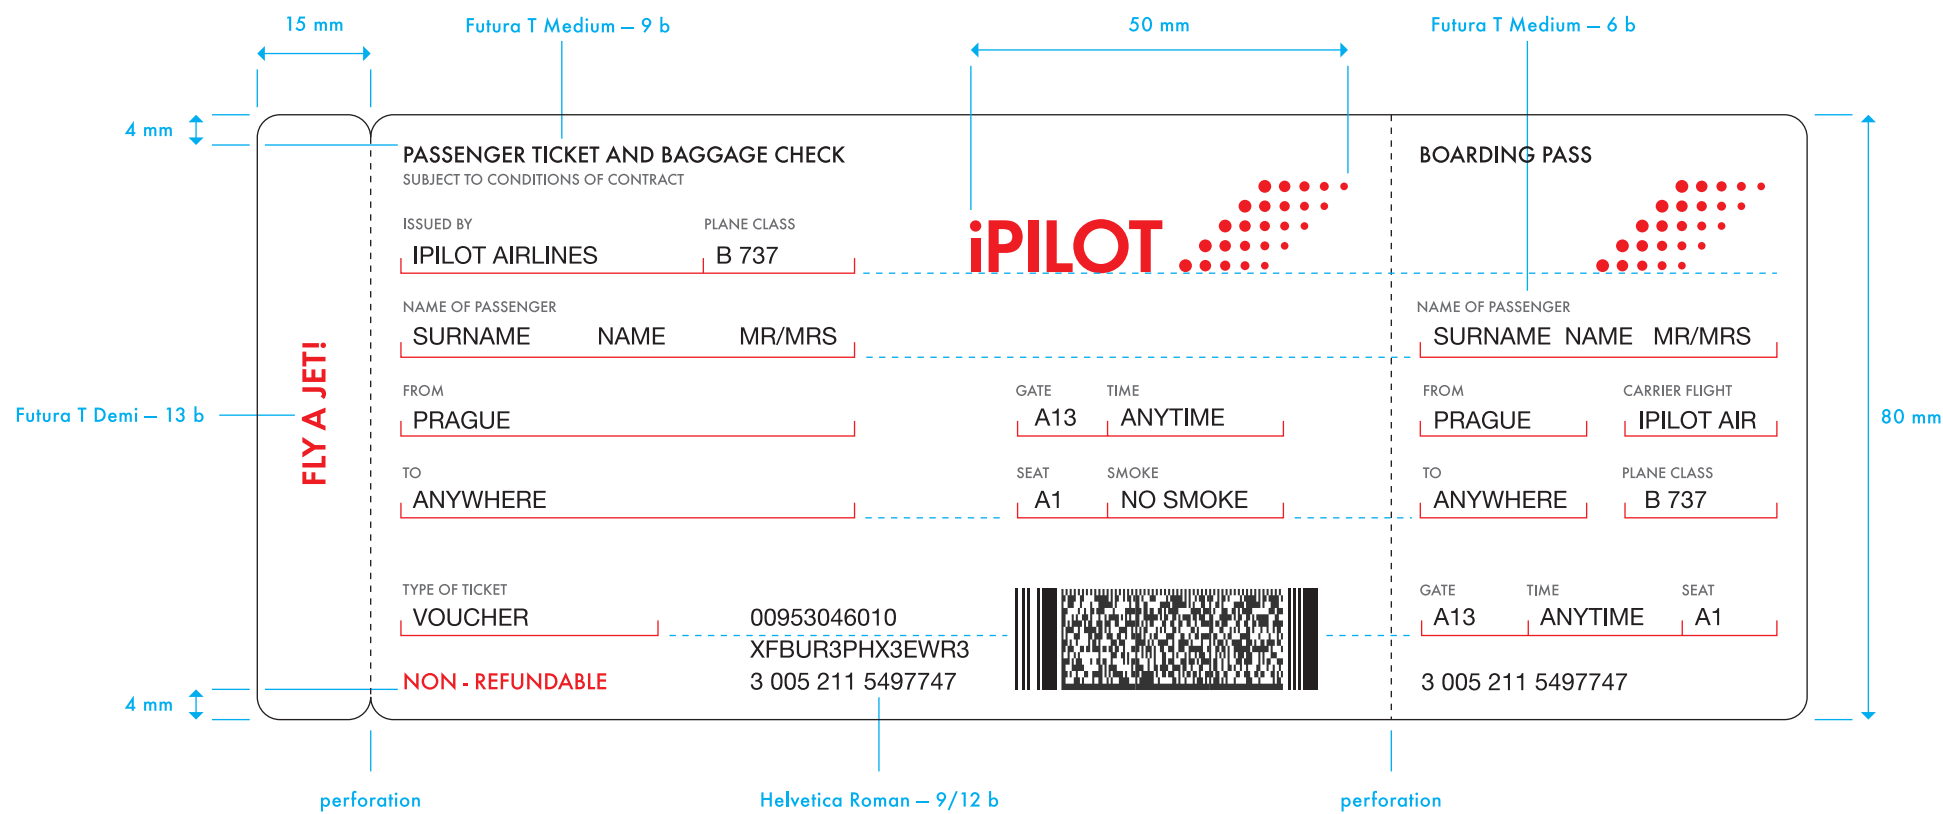 15 mm
Futura T Medium – 9 b
50 mm
Futura T Medium – 6 b
4 mm
PASSENGER TICKET AND BAGGAGE CHECK
SUBJECT TO CONDITIONS OF CONTRACT
BOARDING PASS
ISSUED BY PLANE CLASS
IPILOT AIRLINES B 737
iPILOT
NAME OF PASSENGER
SURNAME NAME MR/MRS
NAME OF PASSENGER
SURNAME NAME MR/MRS
FLY A JET!
Futura T Demi – 13 b
FROM
PRAGUE
GATE TIME
A13 ANYTIME
FROM CARRIER FLIGHT
PRAGUE IPILOT AIR
80 mm
TO
ANYWHERE
SEAT SMOKE
A1 NO SMOKE
TO PLANE CLASS
ANYWHERE B 737
TYPE OF TICKET
VOUCHER
00953046010
XFBUR3PHX3EWR3
3 005 211 5497747
GATE TIME SEAT
A13 ANYTIME A1
NON - REFUNDABLE
3 005 211 5497747
4 mm
perforation
Helvetica Roman – 9/12 b
perforation